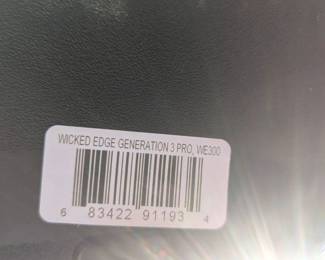 WICKED EDGE GENERATION 3 PRO, WE300
6 83422 91193 4